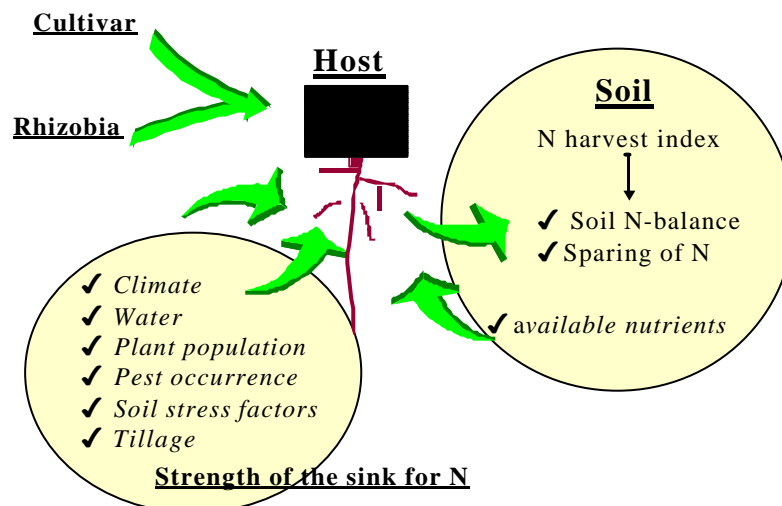 Cultivar
Rhizobia
Host
Soil
N harvest index
✔ Soil N-balance
✔ Sparing of N
✔ available nutrients
✔ Climate
✔ Water
✔ Plant population
✔ Pest occurrence
✔ Soil stress factors
✔ Tillage
Strength of the sink for N